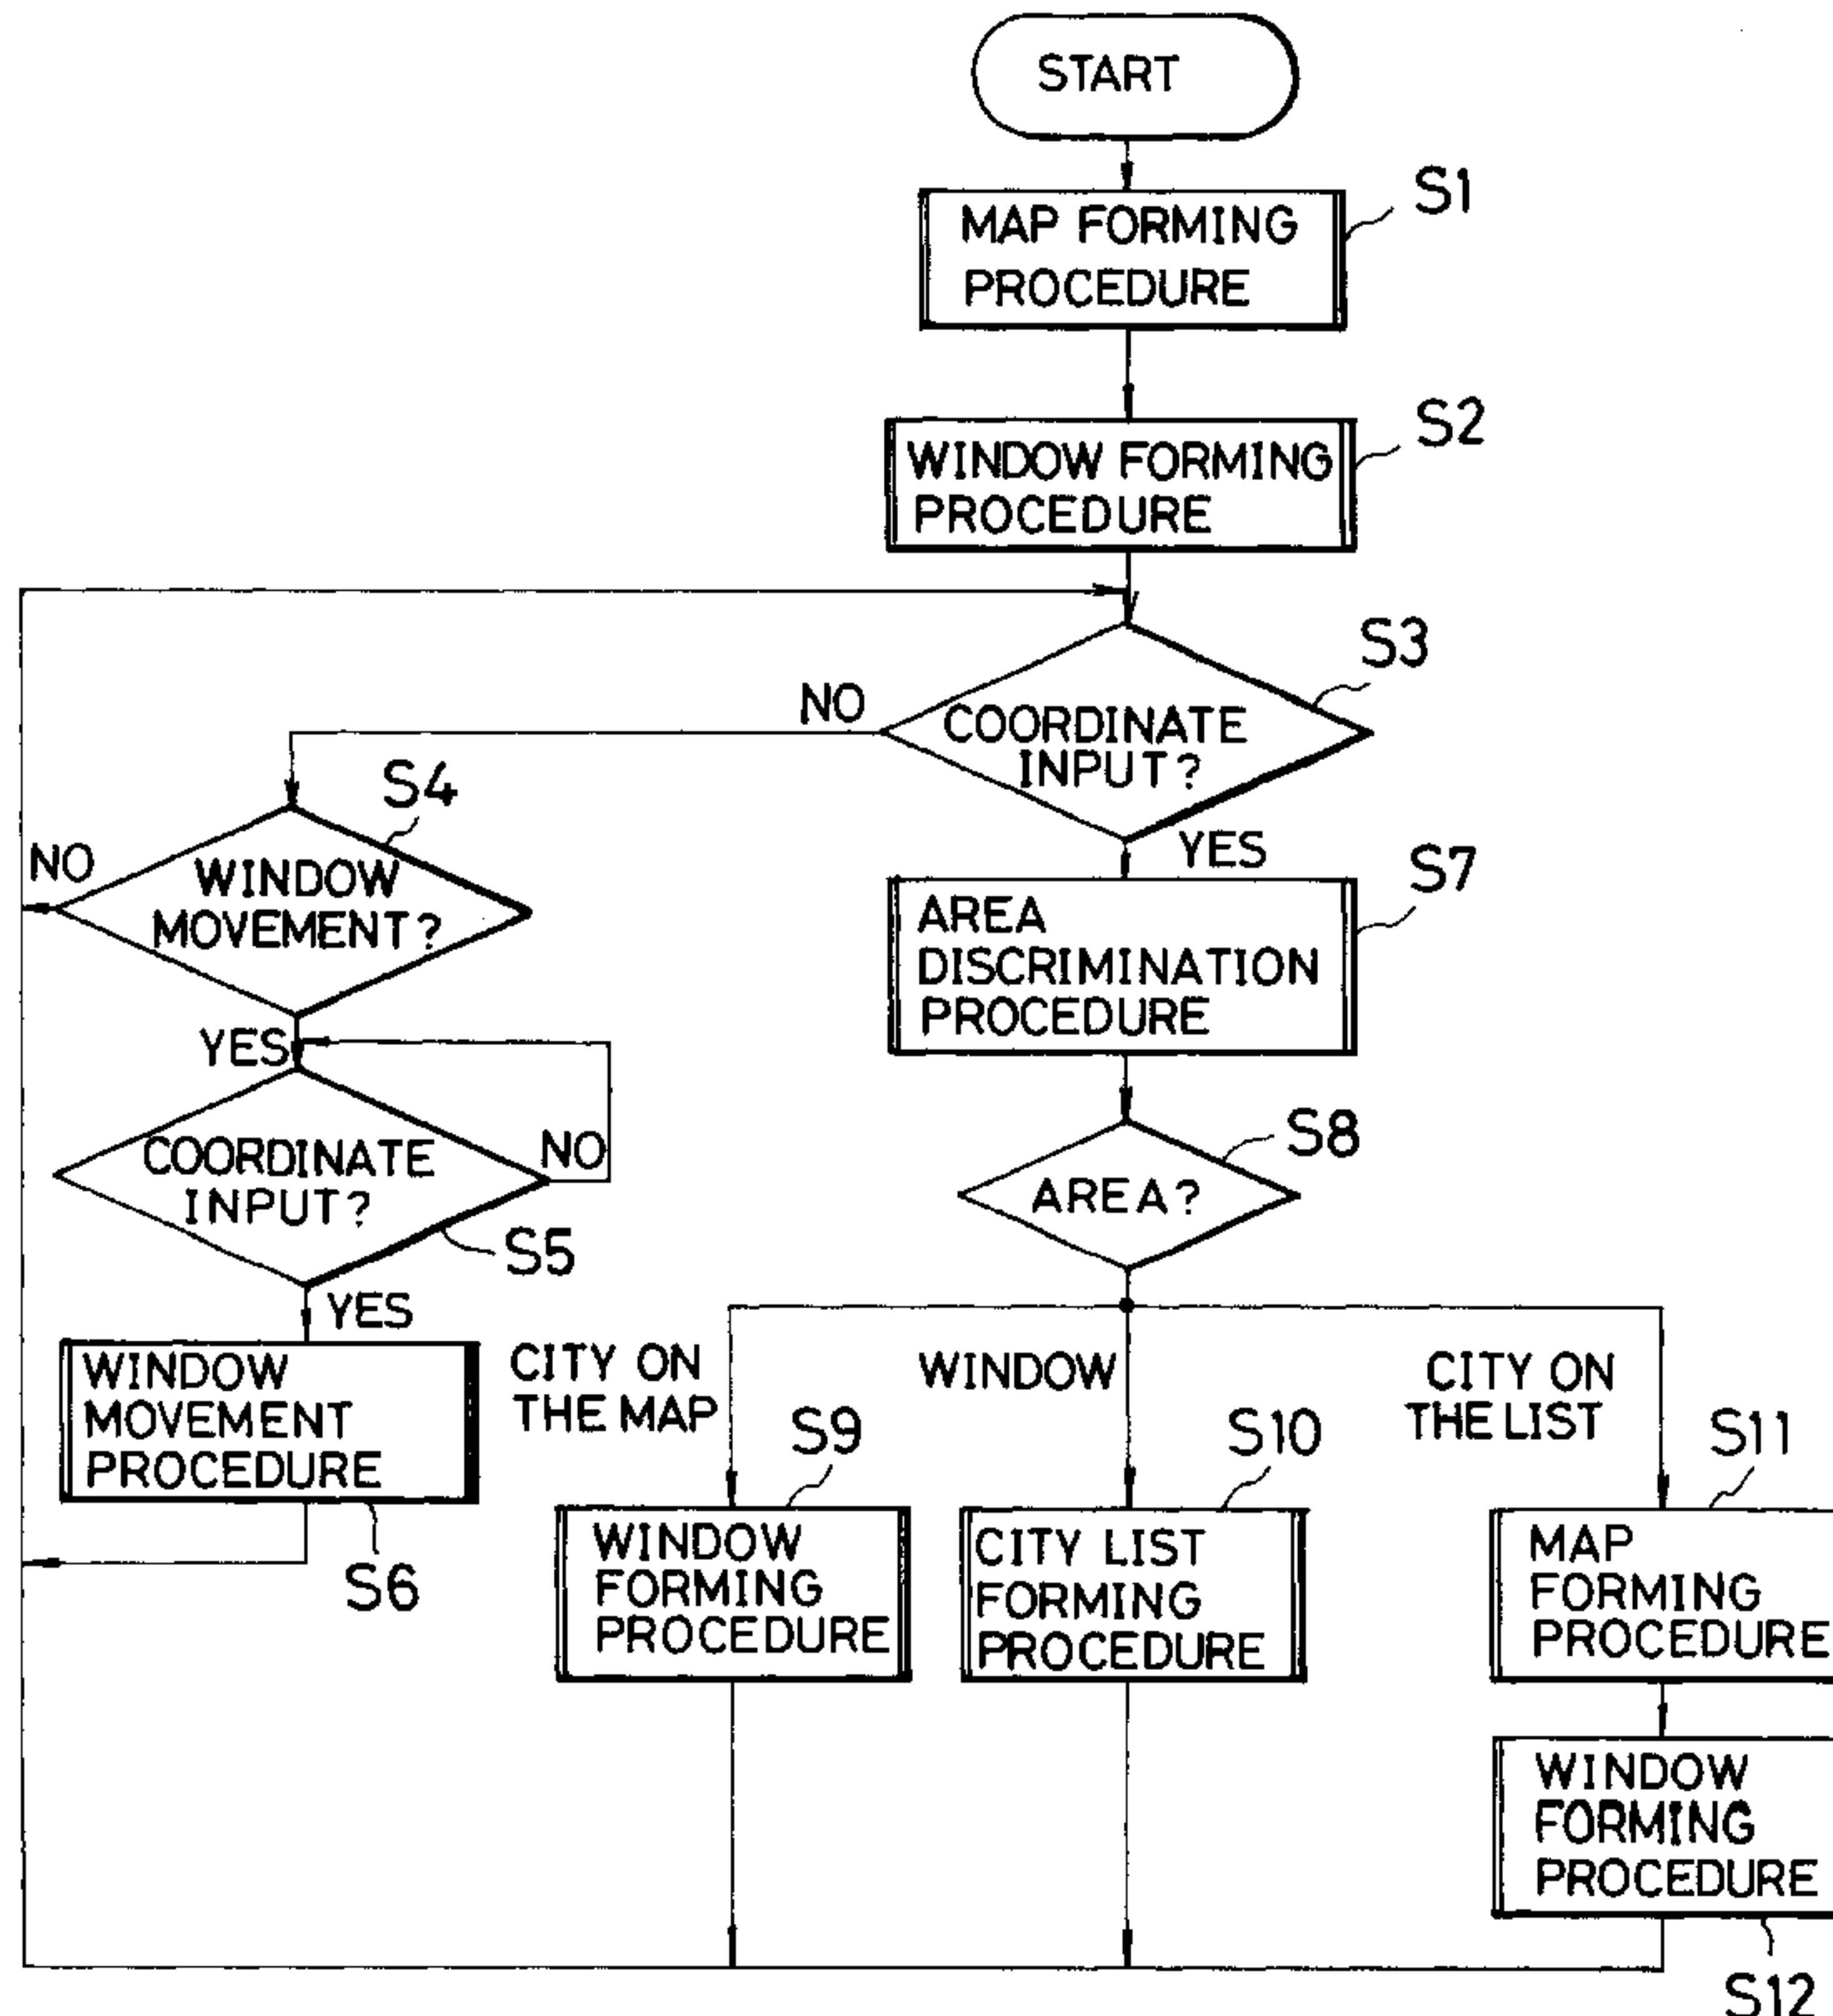 START
S1
MAP FORMING
PROCEDURE
S2
WINDOW FORMING
PROCEDURE
S3
NO
COORDINATE
INPUT?
YES
S4
NO
WINDOW
MOVEMENT?
YES
S7
AREA
DISCRIMINATION
PROCEDURE
COORDINATE
INPUT?
NO
S5
YES
S8
AREA?
WINDOW
MOVEMENT
PROCEDURE
S6
CITY ON
THE MAP
WINDOW
CITY ON
THE LIST
S9
WINDOW
FORMING
PROCEDURE
S10
CITY LIST
FORMING
PROCEDURE
S11
MAP
FORMING
PROCEDURE
WINDOW
FORMING
PROCEDURE
S12